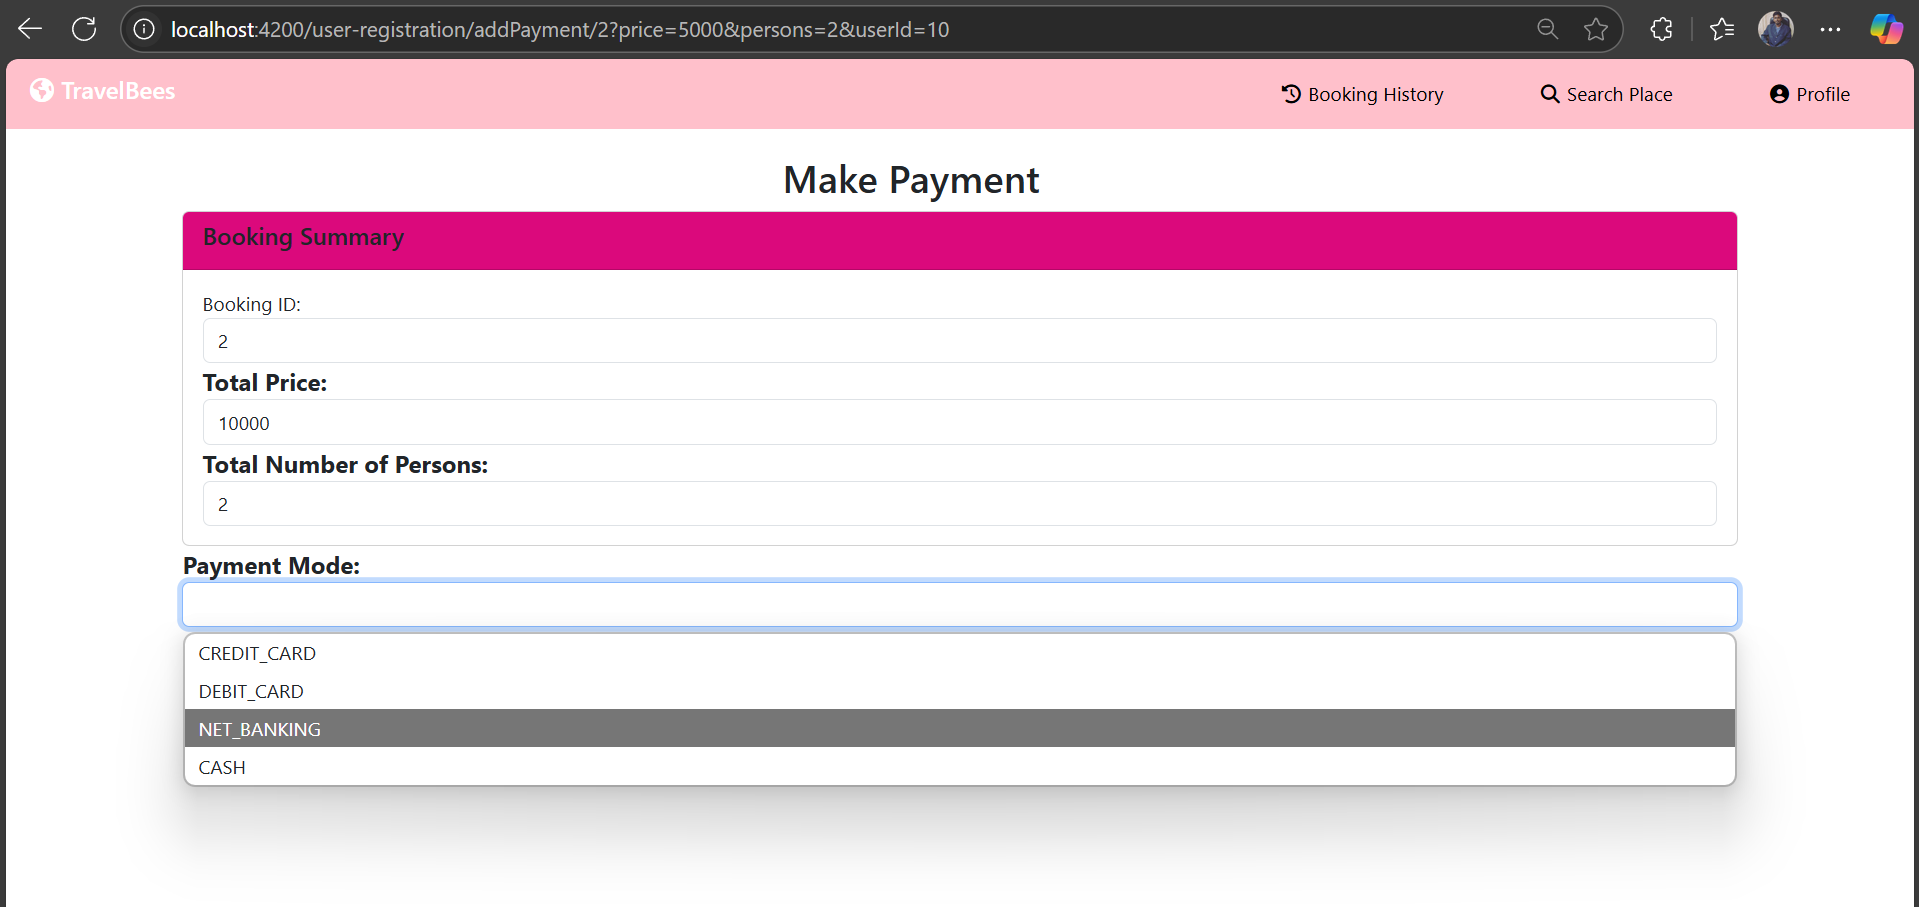 localhost:4200/user-registration/addPayment/2?price=5000&persons=2&userId=10
TravelBees
Booking History
Search Place
Profile
Make Payment
Booking Summary
Booking ID:
2
Total Price:
10000
Total Number of Persons:
2
Payment Mode:
CREDIT_CARD
DEBIT_CARD
NET_BANKING
CASH